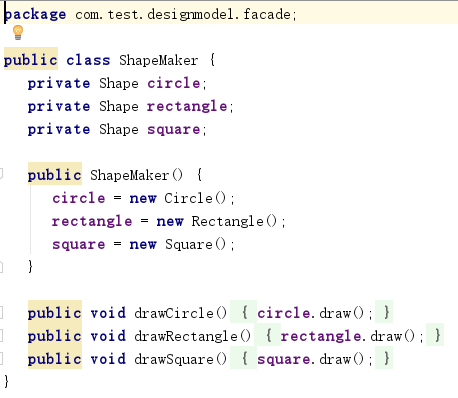 package com.test.designmodel.facade;
public class ShapeMaker {
private Shape circle;
private Shape rectangle;
private Shape square;
public ShapeMaker() {
circle = new Circle();
rectangle = new Rectangle();
square = new Square();
}
public void drawCircle() { circle.draw(); }
public void drawRectangle() { rectangle.draw(); }
public void drawSquare() { square.draw(); }
}